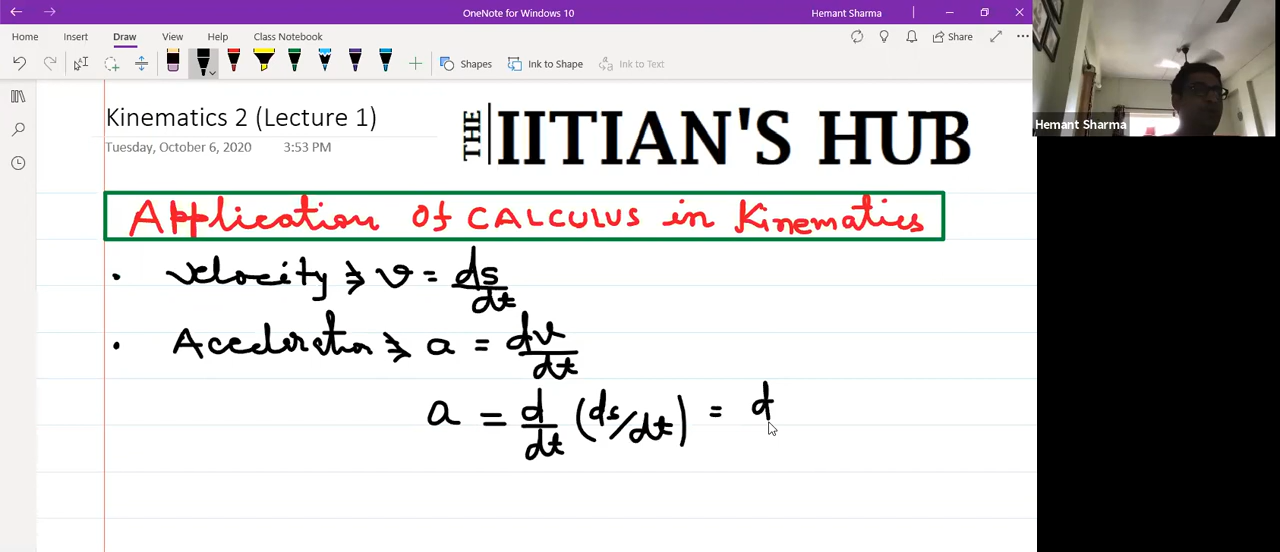 OneNote for Windows 10
Hemant Sharma
Home Insert Draw View Help Class Notebook
Share
Shapes Ink to Shape Ink to Text
Kinematics 2 (Lecture 1)
Tuesday, October 6, 2020 3:53 PM
THE IITIAN'S HUB
Hemant Sharma
Application Of CALCULUS in Kinematics
• Velocity ⇒ v = ds/dt
• Acceleration ⇒ a = dv/dt
a = d/dt (ds/dt) = d